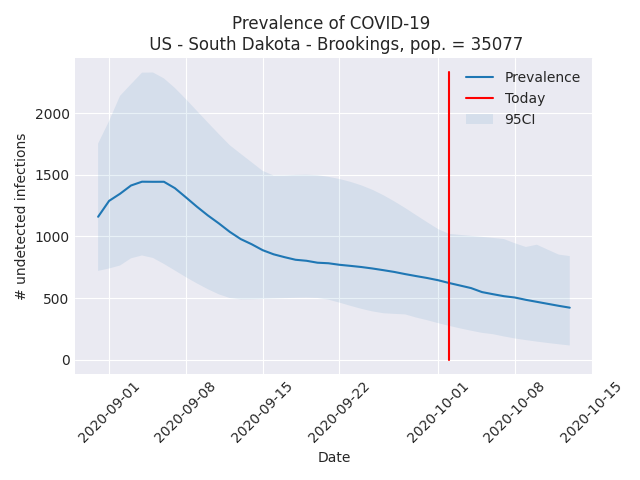 Prevalence of COVID-19
US - South Dakota - Brookings, pop. = 35077
Prevalence
Today
95CI
# undetected infections
2000
1500
1000
500
0
2020-09-01
2020-09-08
2020-09-15
2020-09-22
2020-10-01
2020-10-08
2020-10-15
Date